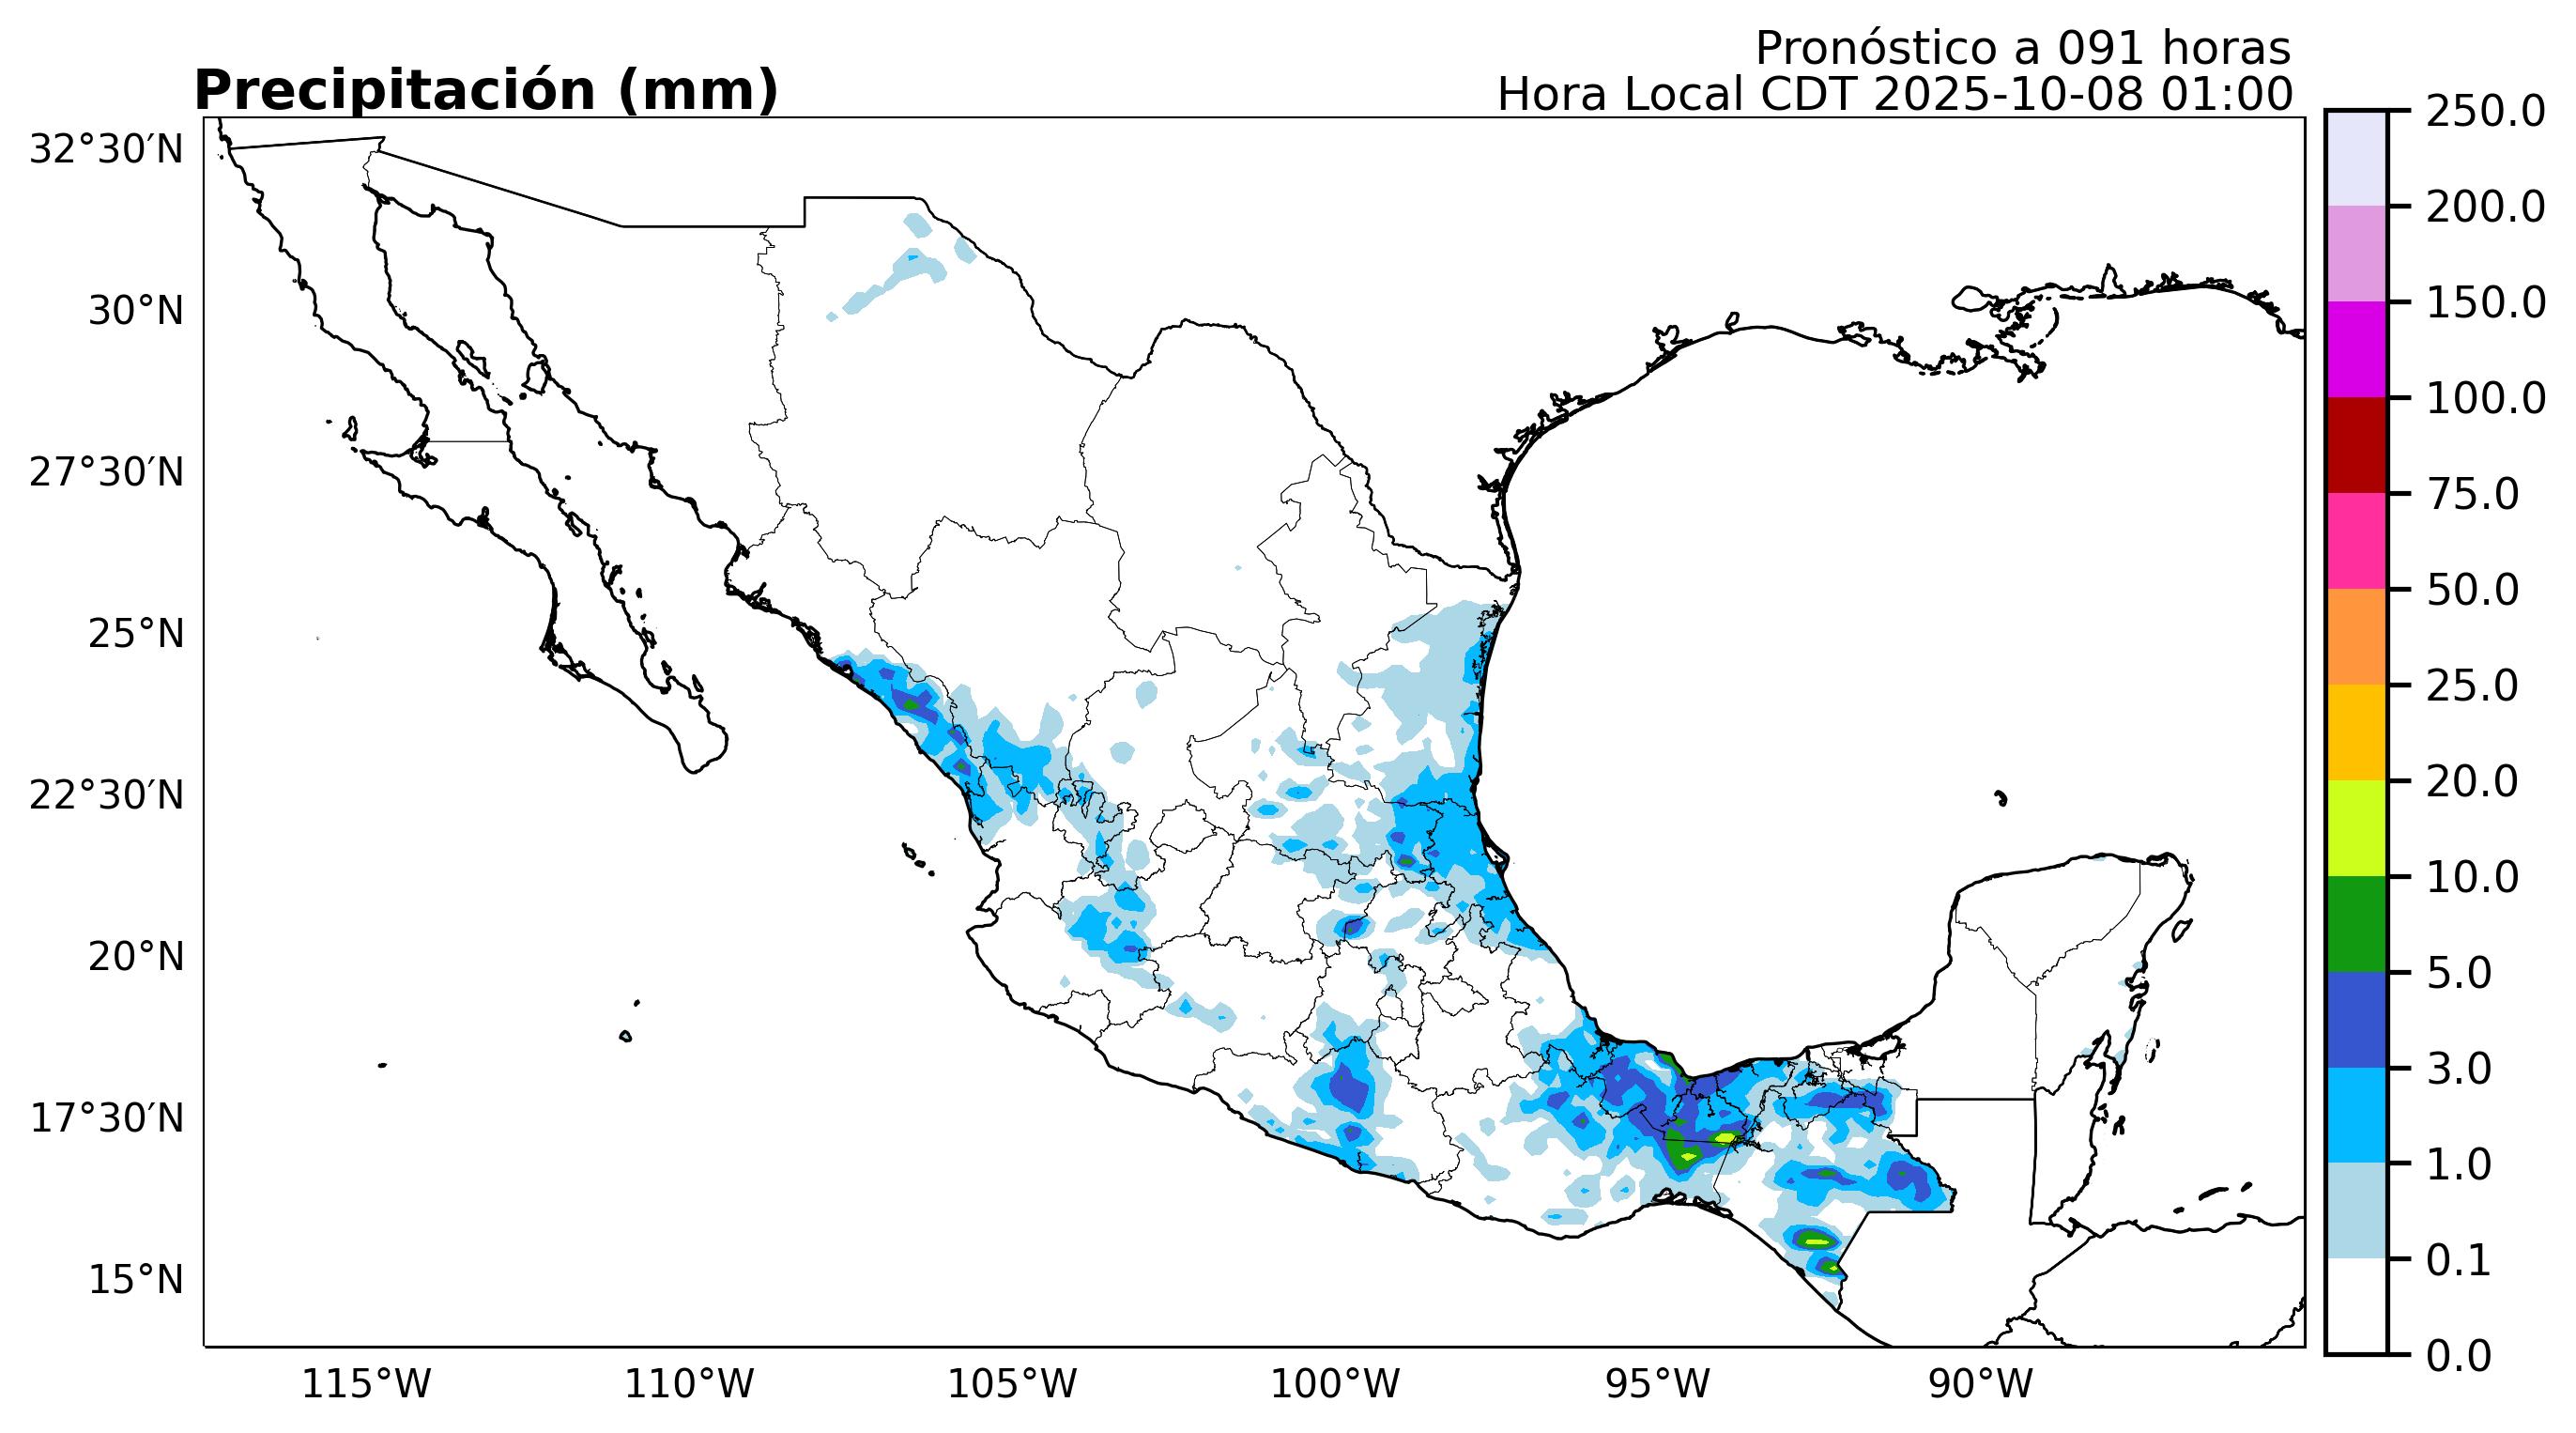 Pronóstico a 091 horas
Precipitación (mm)
Hora Local CDT 2025-10-08 01:00
32°30′N
30°N
27°30′N
25°N
22°30′N
20°N
17°30′N
15°N
115°W
110°W
105°W
100°W
95°W
90°W
250.0
200.0
150.0
100.0
75.0
50.0
25.0
20.0
10.0
5.0
3.0
1.0
0.1
0.0